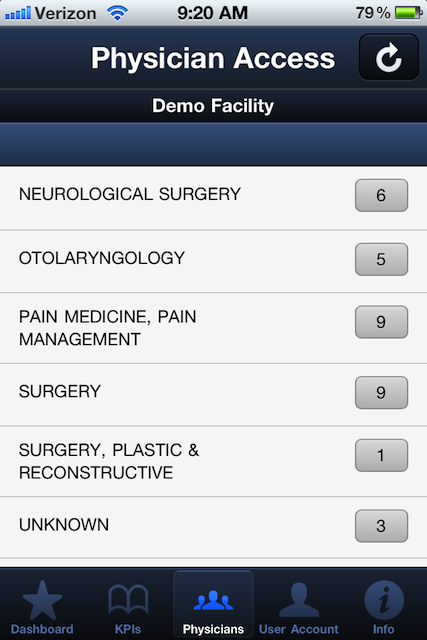 Verizon 9:20 AM 79%
Physician Access
Demo Facility
NEUROLOGICAL SURGERY 6
OTOLARYNGOLOGY 5
PAIN MEDICINE, PAIN
MANAGEMENT 9
SURGERY 9
SURGERY, PLASTIC &
RECONSTRUCTIVE 1
UNKNOWN 3
Dashboard KPIs Physicians User Account Info